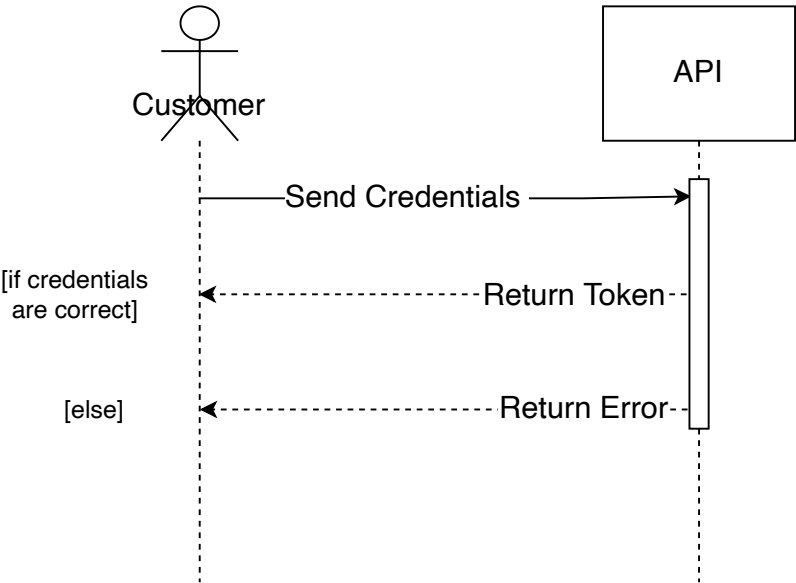 Customer
API
Send Credentials
[if credentials
are correct]
Return Token
[else]
Return Error